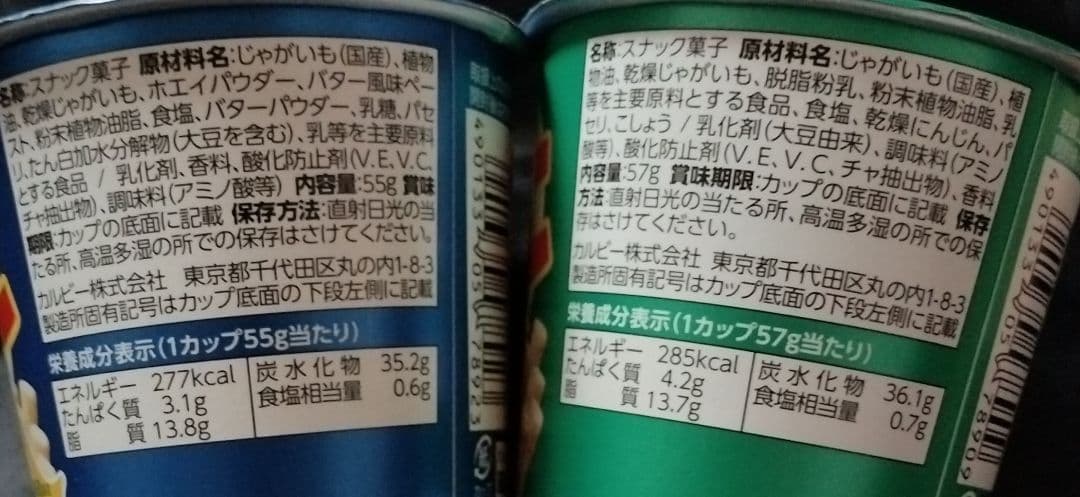 名称:スナック菓子 原材料名:じゃがいも(国産)、植物
油、乾燥じゃがいも、ホエイパウダー、バター風味ペー
スト、粉末植物油脂、食塩、バターパウダー、乳糖、パセ
リ、たん白加水分解物(大豆を含む)、乳等を主要原料
とする食品 / 乳化剤、香料、酸化防止剤(V.E、V.C、
チャ抽出物)、調味料(アミノ酸等) 内容量:55g 賞味
期限:カップの底面に記載 保存方法:直射日光の当
たる所、高温多湿の所での保存はさけてください。
カルビー株式会社 東京都千代田区丸の内1-8-3
製造所固有記号はカップ底面の下段左側に記載
栄養成分表示(1カップ55g当たり)
エネルギー 277kcal 炭水化物 35.2g
たんぱく質 3.1g 食塩相当量 0.6g
脂質 13.8g
名称:スナック菓子 原材料名:じゃがいも(国産)、植
物油、乾燥じゃがいも、脱脂粉乳、粉末植物油脂、乳
等を主要原料とする食品、食塩、乾燥にんじん、パ
セリ、こしょう / 乳化剤(大豆由来)、調味料(アミノ
酸等)、酸化防止剤(V.E、V.C、チャ抽出物)、香料
内容量:57g 賞味期限:カップの底面に記載 保存
方法:直射日光の当たる所、高温多湿の所での保
存はさけてください。
カルビー株式会社 東京都千代田区丸の内1-8-3
製造所固有記号はカップ底面の下段左側に記載
栄養成分表示(1カップ57g当たり)
エネルギー 285kcal 炭水化物 36.1g
たんぱく質 4.2g 食塩相当量 0.7g
脂質 13.7g